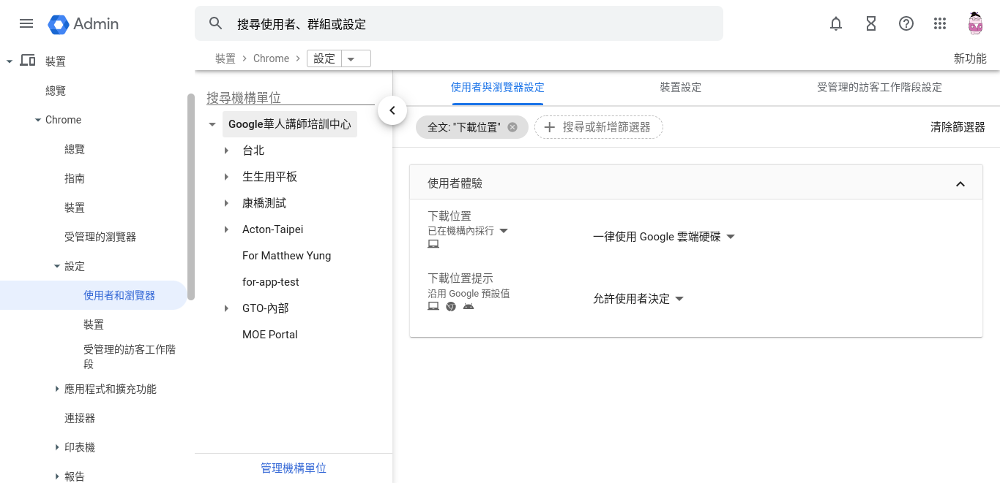 Admin
搜尋使用者、群組或設定
裝置
總覽
Chrome
總覽
指南
裝置
受管理的瀏覽器
設定
使用者和瀏覽器
裝置
受管理的訪客工作階
段
應用程式和擴充功能
連接器
印表機
報告
裝置 > Chrome > 設定
新功能
搜尋機構單位
Google華人講師培訓中心
台北
生生用平板
康橋測試
Acton-Taipei
For Matthew Yung
for-app-test
GTO-內部
MOE Portal
管理機構單位
使用者與瀏覽器設定
裝置設定
受管理的訪客工作階段設定
全文: "下載位置"
搜尋或新增篩選器
清除篩選器
使用者體驗
下載位置
已在機構內採行
一律使用 Google 雲端硬碟
下載位置提示
沿用 Google 預設值
允許使用者決定